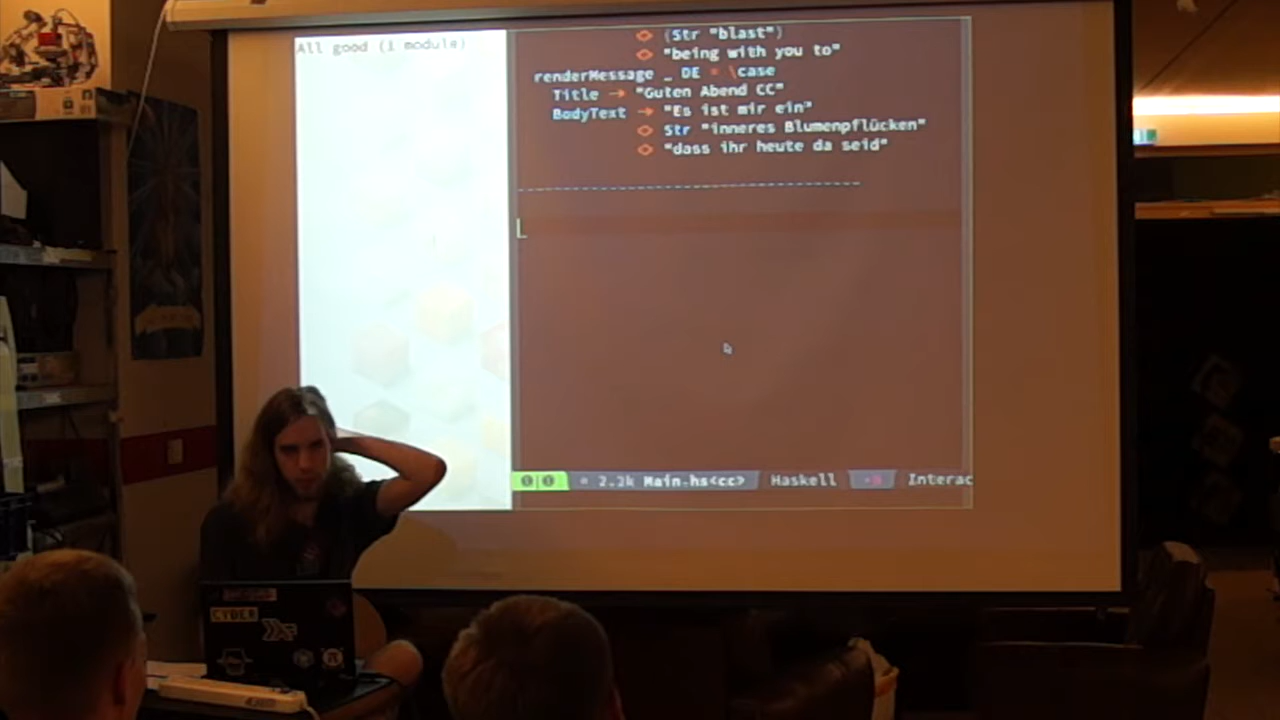 All good (1 module)
<> (Str "blast")
<> "being with you to"
renderMessage _ DE = \case
Title → "Guten Abend CC"
BodyText → "Es ist mir ein"
<> Str "inneres Blumenpflücken"
<> "dass ihr heute da seid"
2.2k Main.hs<cc> Haskell Interac
CYBER